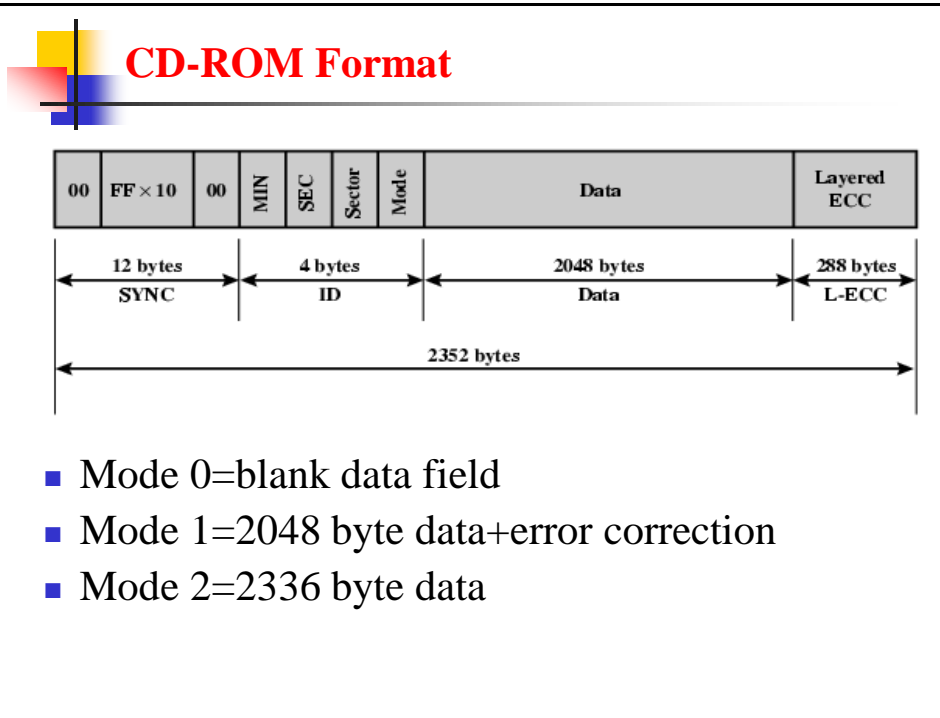 CD-ROM Format
00 FF × 10 00 MIN SEC Sector Mode Data Layered ECC
12 bytes 4 bytes 2048 bytes 288 bytes
SYNC ID Data L-ECC
2352 bytes
Mode 0=blank data field
Mode 1=2048 byte data+error correction
Mode 2=2336 byte data